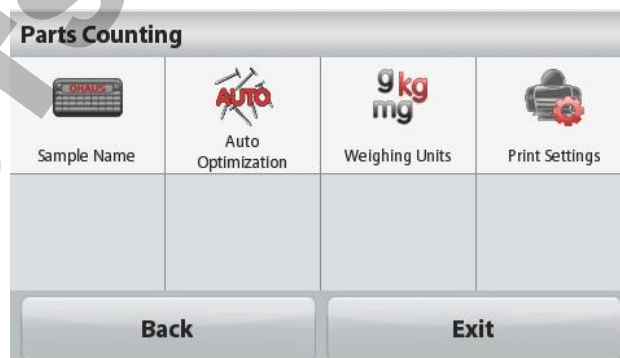 Parts Counting
OHAUS
AUTO
g kg
mg
Sample Name
Auto
Optimization
Weighing Units
Print Settings
Back
Exit